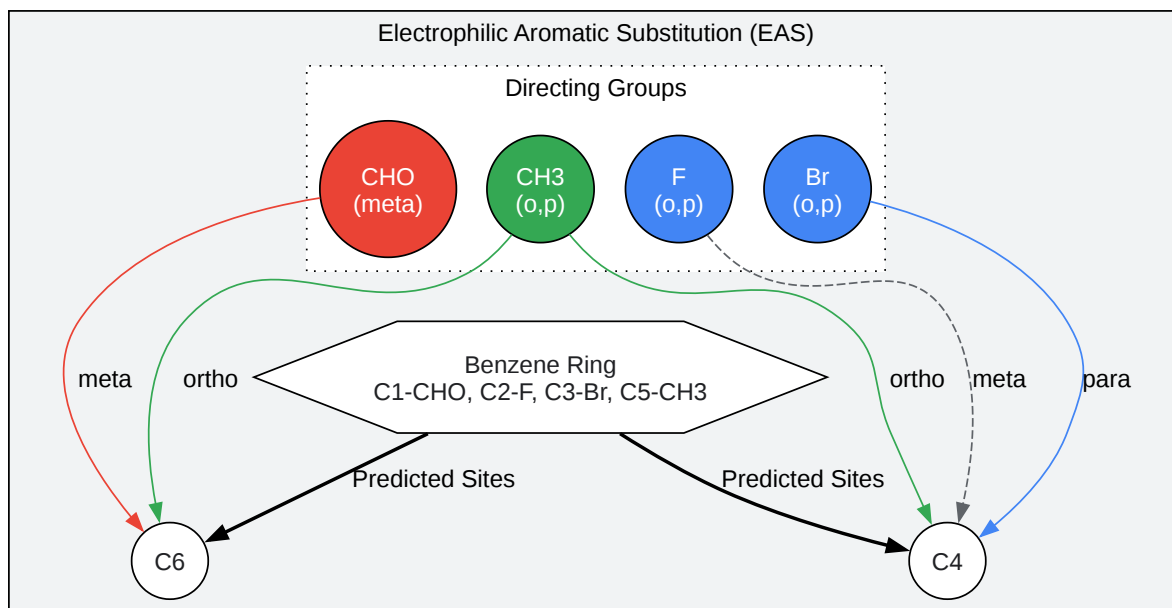 Electrophilic Aromatic Substitution (EAS)
Directing Groups
CHO
(meta)
CH3
(o,p)
F
(o,p)
Br
(o,p)
meta
ortho
Benzene Ring
C1-CHO, C2-F, C3-Br, C5-CH3
ortho
meta
para
Predicted Sites
Predicted Sites
C6
C4